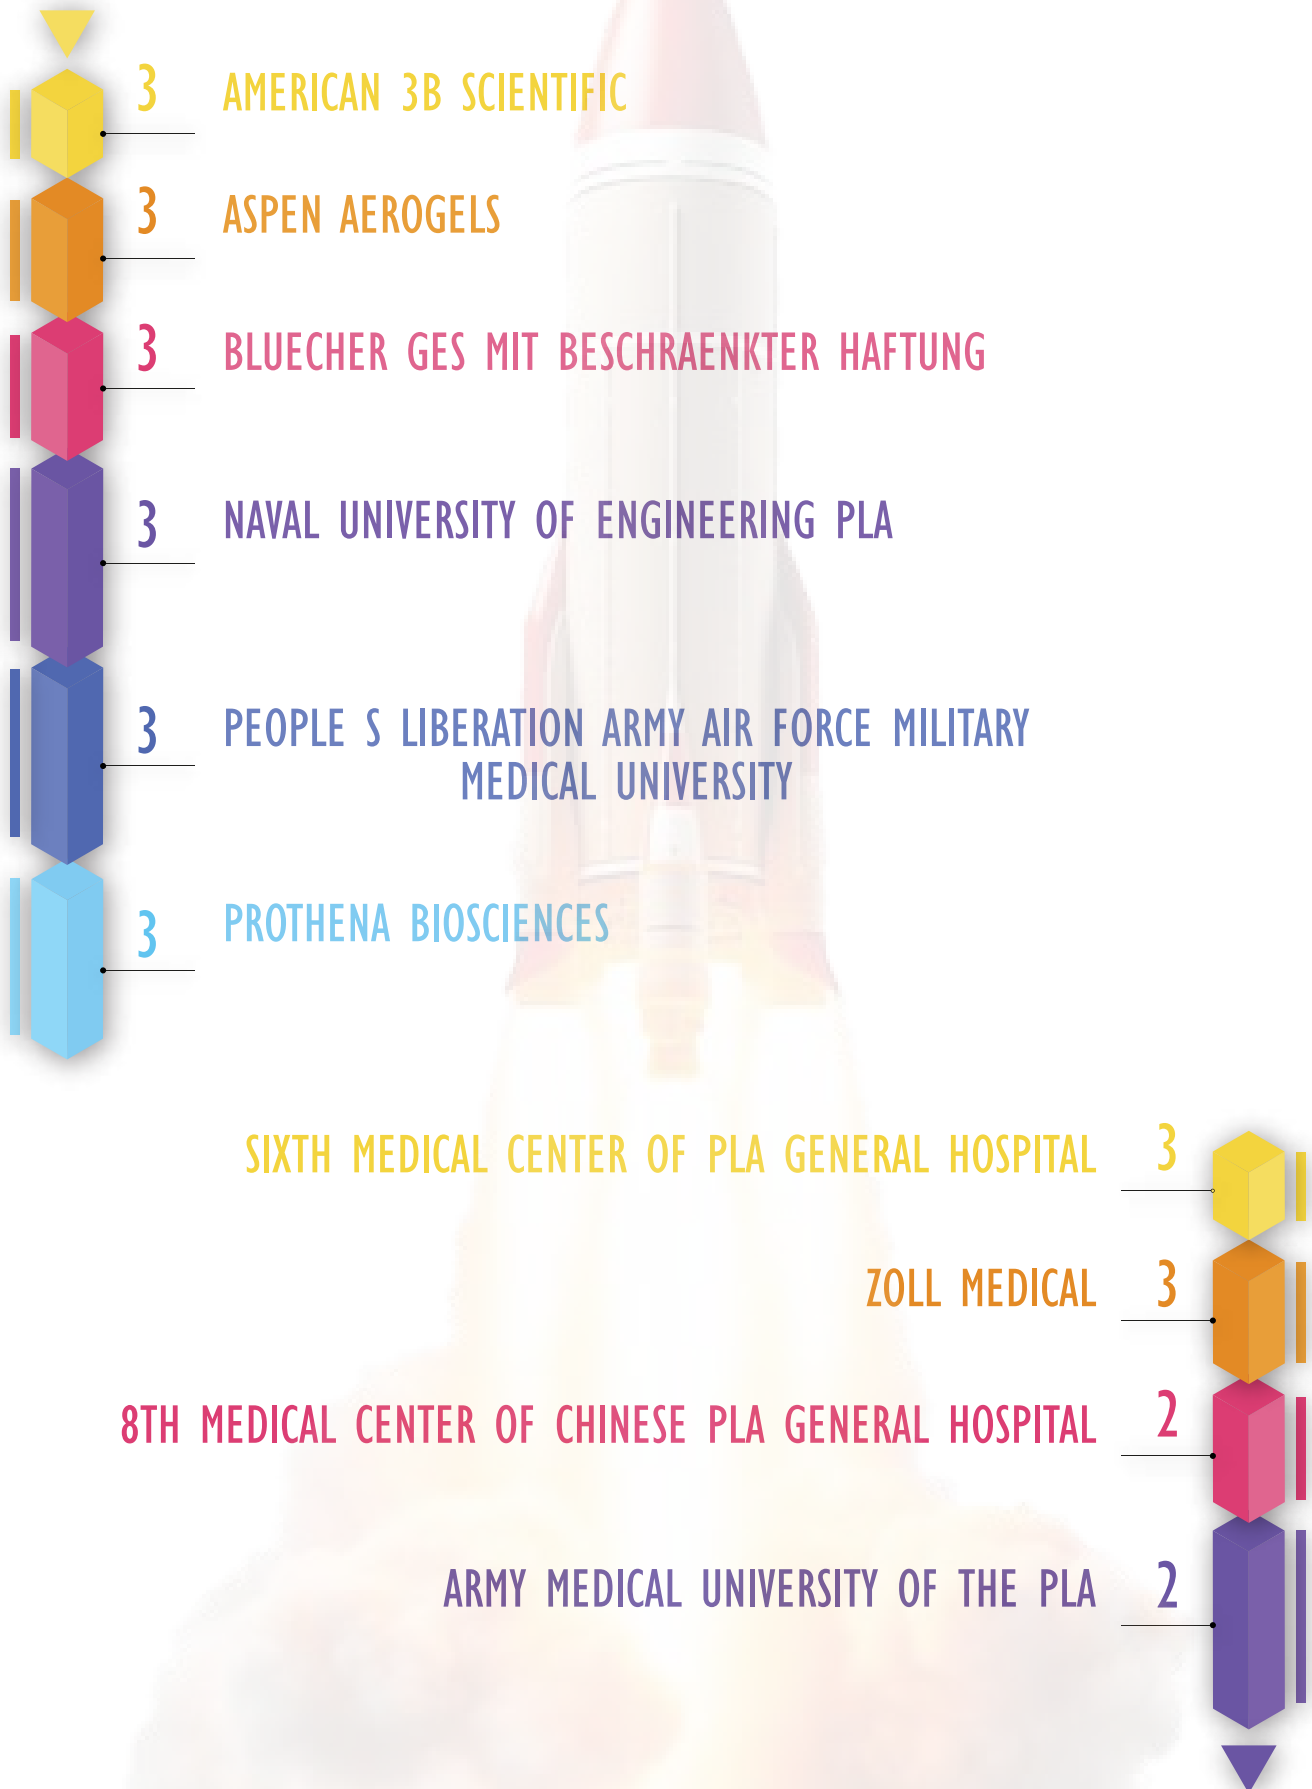 3 AMERICAN 3B SCIENTIFIC
3 ASPEN AEROGELS
3 BLUECHER GES MIT BESCHRAENKTER HAFTUNG
3 NAVAL UNIVERSITY OF ENGINEERING PLA
3 PEOPLE S LIBERATION ARMY AIR FORCE MILITARY
MEDICAL UNIVERSITY
3 PROTHENA BIOSCIENCES
SIXTH MEDICAL CENTER OF PLA GENERAL HOSPITAL 3
ZOLL MEDICAL 3
8TH MEDICAL CENTER OF CHINESE PLA GENERAL HOSPITAL 2
ARMY MEDICAL UNIVERSITY OF THE PLA 2